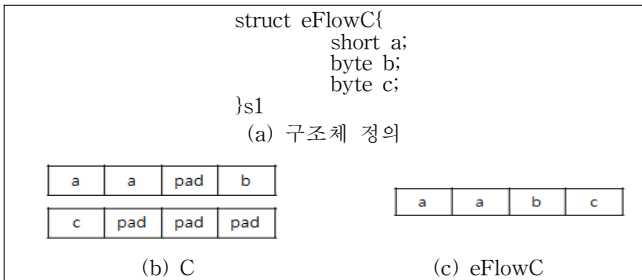 struct eFlowC{
short a;
byte b;
byte c;
}s1
(a) 구조체 정의
a a pad b
c pad pad pad
a a b c
(b) C
(c) eFlowC